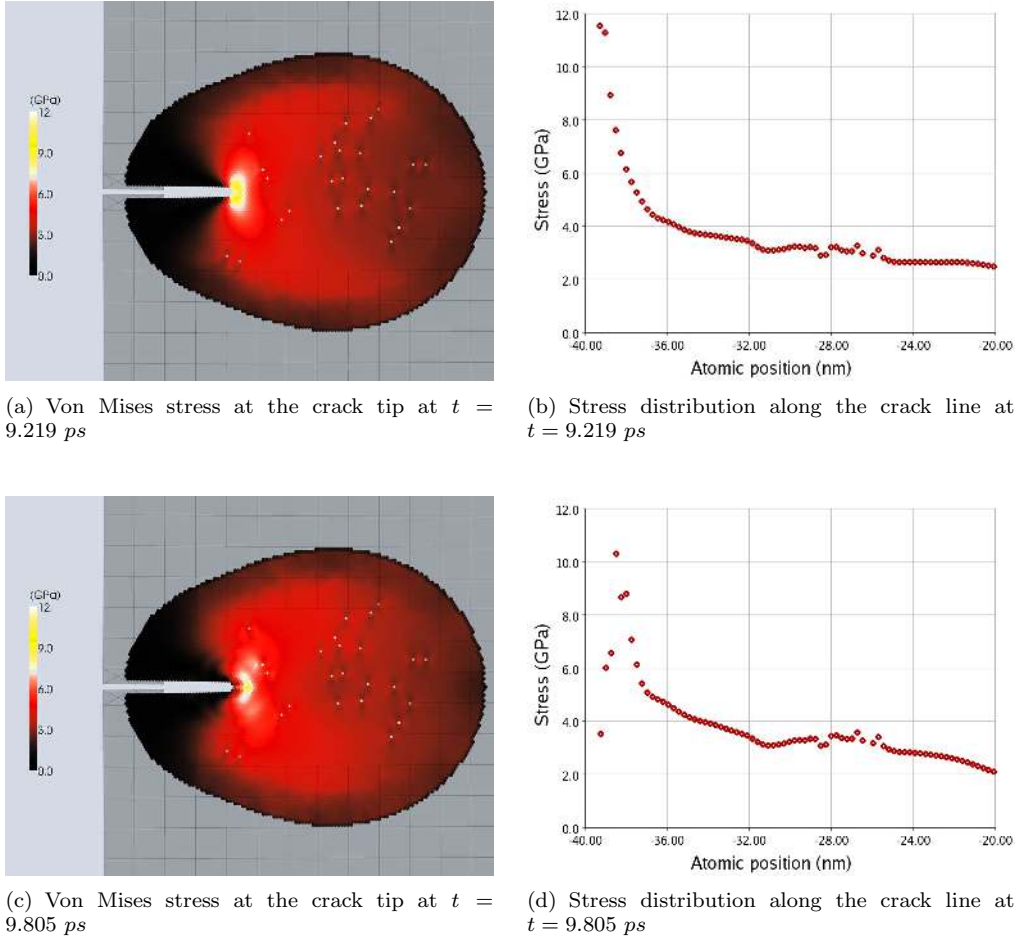 (GPa)
12
9.0
6.0
3.0
0.0
12.0
10.0
8.0
6.0
4.0
2.0
0.0
Stress (GPa)
-40.00
-36.00
-32.00
-28.00
-24.00
-20.00
Atomic position (nm)
(a) Von Mises stress at the crack tip at t =
9.219 ps
(b) Stress distribution along the crack line at
t = 9.219 ps
(GPa)
12
9.0
6.0
3.0
0.0
12.0
10.0
8.0
6.0
4.0
2.0
0.0
Stress (GPa)
-40.00
-36.00
-32.00
-28.00
-24.00
-20.00
Atomic position (nm)
(c) Von Mises stress at the crack tip at t =
9.805 ps
(d) Stress distribution along the crack line at
t = 9.805 ps